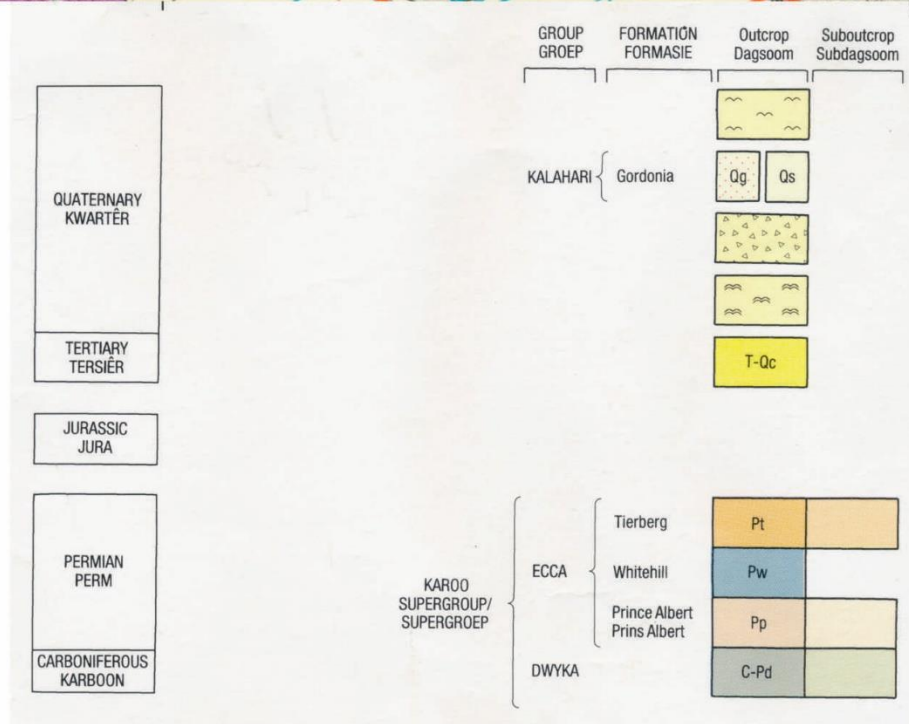 GROUP
GROEP
FORMATION
FORMASIE
Outcrop
Dagsoom
Suboutcrop
Subdagsoom
QUATERNARY
KWARTÊR
KALAHARI
Gordonia
Qg
Qs
TERTIARY
TERSIÊR
T-Qc
JURASSIC
JURA
PERMIAN
PERM
KAROO
SUPERGROUP/
SUPERGROEP
ECCA
Tierberg
Pt
Whitehill
Pw
Prince Albert
Prins Albert
Pp
CARBONIFEROUS
KARBOON
DWYKA
C-Pd